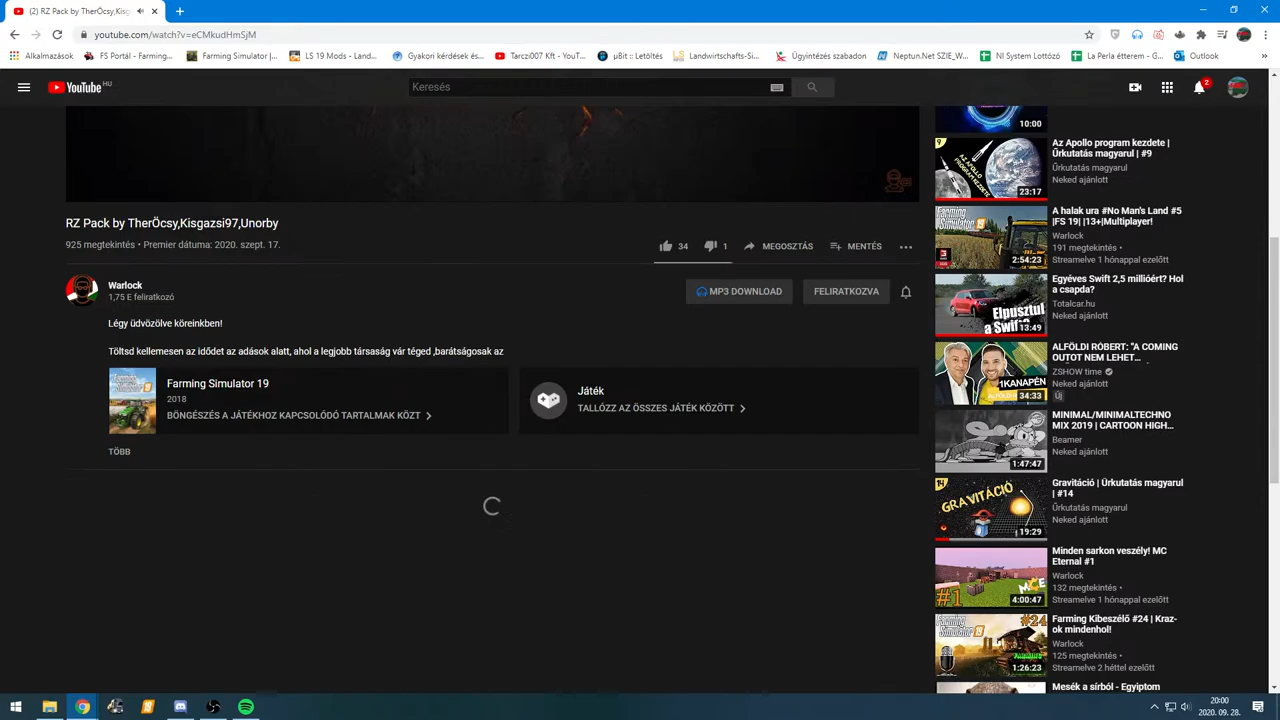 (2) RZ Pack by TherÖcsy,Kisg
youtube.com/watch?v=eCMkudHmSjM
Alkalmazások
FS Portál - Farming...
Farming Simulator |...
LS 19 Mods - Land...
Gyakori kérdések és...
Tarczi007 Kft - YouT...
µBit :: Letöltés
Landwirtschafts-Si...
Ügyintézés szabadon
Neptun.Net SZIE_W...
NI System Lottózó
La Perla étterem - G...
Outlook
»
YouTube HU
Keresés
2
10:00
RZ Pack by TherÖcsy,Kisgazsi97,Umorby
925 megtekintés • Premier dátuma: 2020. szept. 17.
34
1
MEGOSZTÁS
MENTÉS
Warlock
1,75 E feliratkozó
MP3 DOWNLOAD
FELIRATKOZVA
Légy üdvözölve köreinkben!
Töltsd kellemesen az idődet az adások alatt, ahol a legjobb társaság vár téged ,barátságosak az
Farming Simulator 19
2018
BÖNGÉSZÉS A JÁTÉKHOZ KAPCSOLÓDÓ TARTALMAK KÖZT
Játék
TALLÓZZ AZ ÖSSZES JÁTÉK KÖZÖTT
TÖBB
9
AZ APOLLO
PROGRAM KEZDETE
23:17
Az Apollo program kezdete |
Űrkutatás magyarul | #9
Űrkutatás magyarul
Neked ajánlott
2:54:23
A halak ura #No Man's Land #5
|FS 19| |13+|Multiplayer!
Warlock
191 megtekintés •
Streamelve 1 hónappal ezelőtt
Elpusztul
a Swift
13:49
Egyéves Swift 2,5 millióért? Hol
a csapda?
Totalcar.hu
Neked ajánlott
1KANAPÉN
34:33
ALFÖLDI RÓBERT: "A COMING
OUTOT NEM LEHET...
ZSHOW time
Neked ajánlott
Új
1:47:47
MINIMAL/MINIMALTECHNO
MIX 2019 | CARTOON HIGH...
Beamer
Neked ajánlott
14
GRAVITÁCIÓ
19:29
Gravitáció | Űrkutatás magyarul
| #14
Űrkutatás magyarul
Neked ajánlott
#1
MCE
4:00:47
Minden sarkon veszély! MC
Eternal #1
Warlock
132 megtekintés •
Streamelve 1 hónappal ezelőtt
#24
1:26:23
Farming Kibeszélő #24 | Kraz-
ok mindenhol!
Warlock
125 megtekintés •
Streamelve 2 héttel ezelőtt
Mesék a sírból - Egyiptom
20:00
2020. 09. 28.